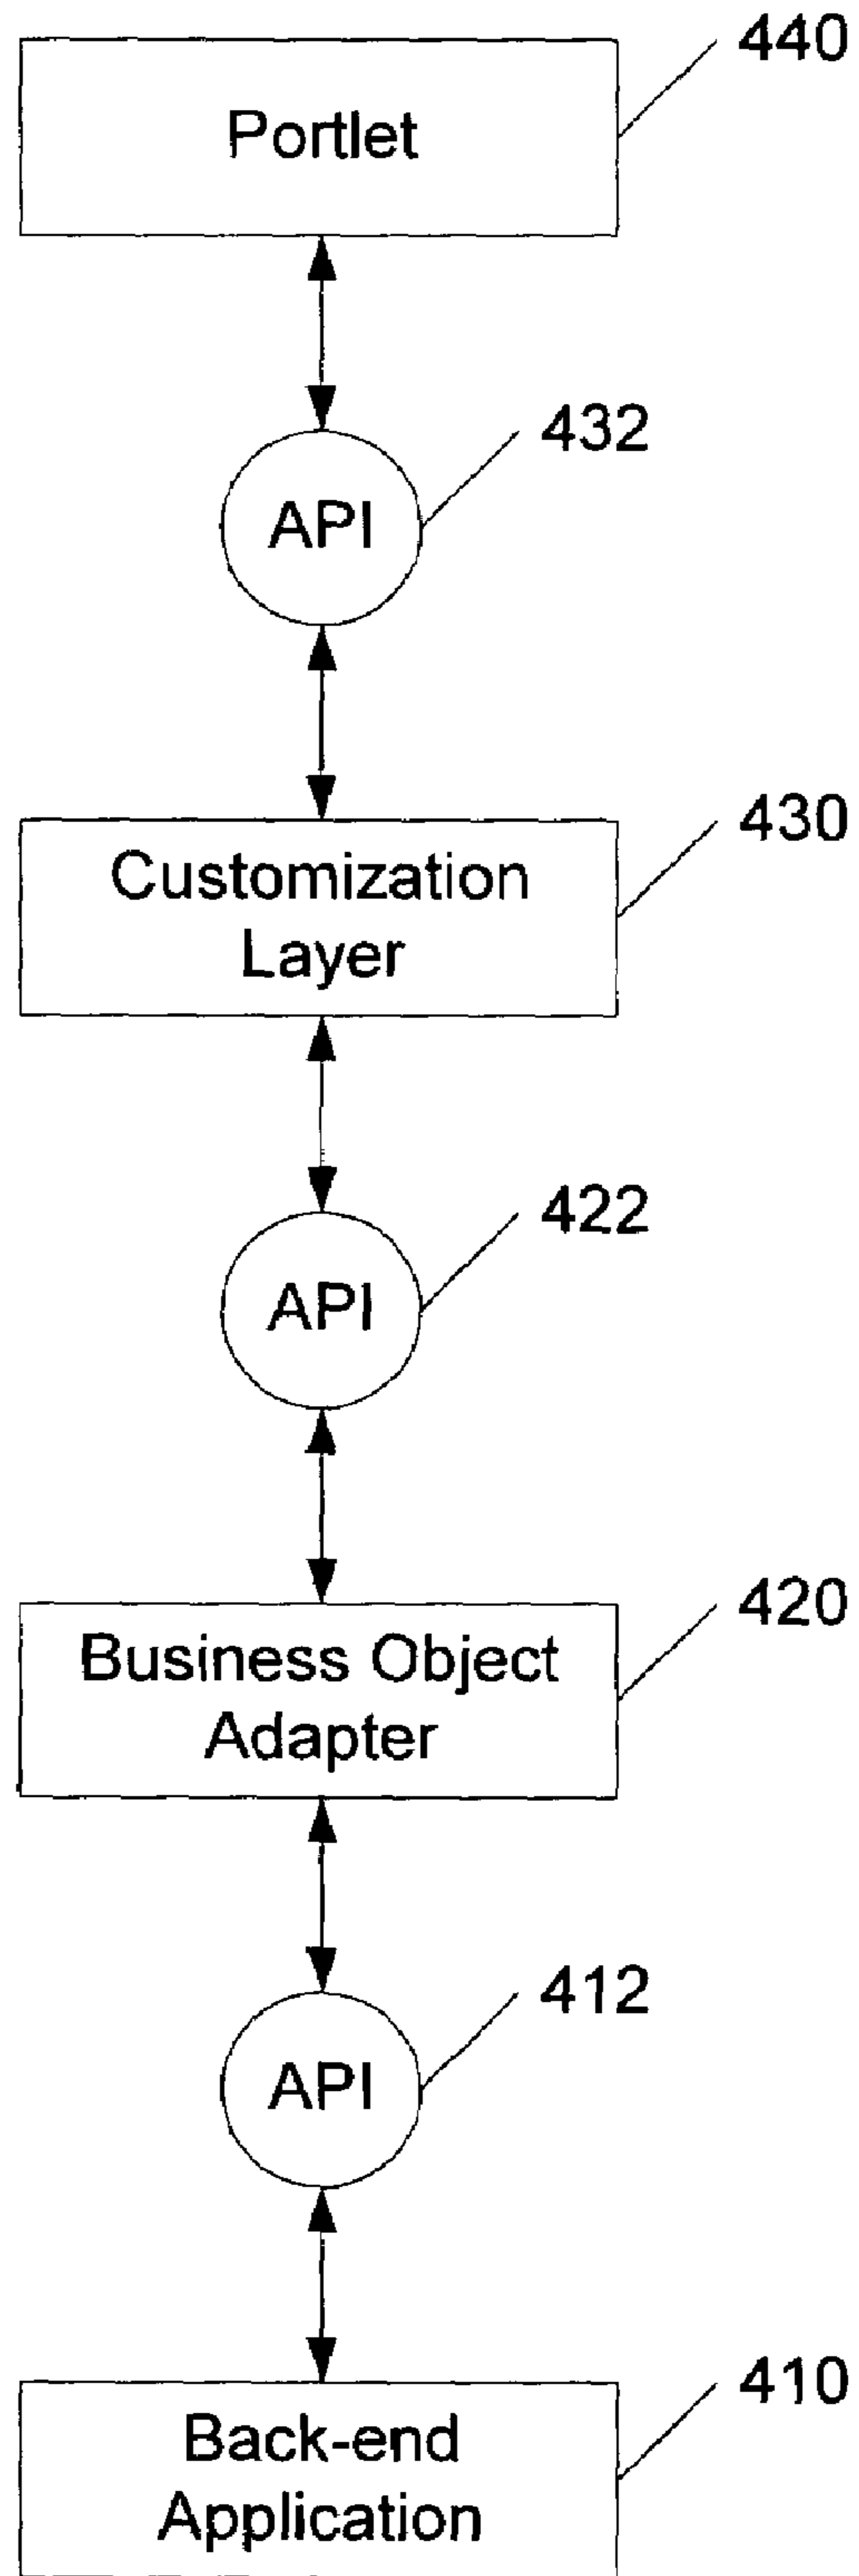 440
Portlet
432
API
430
Customization
Layer
422
API
420
Business Object
Adapter
412
API
410
Back-end
Application